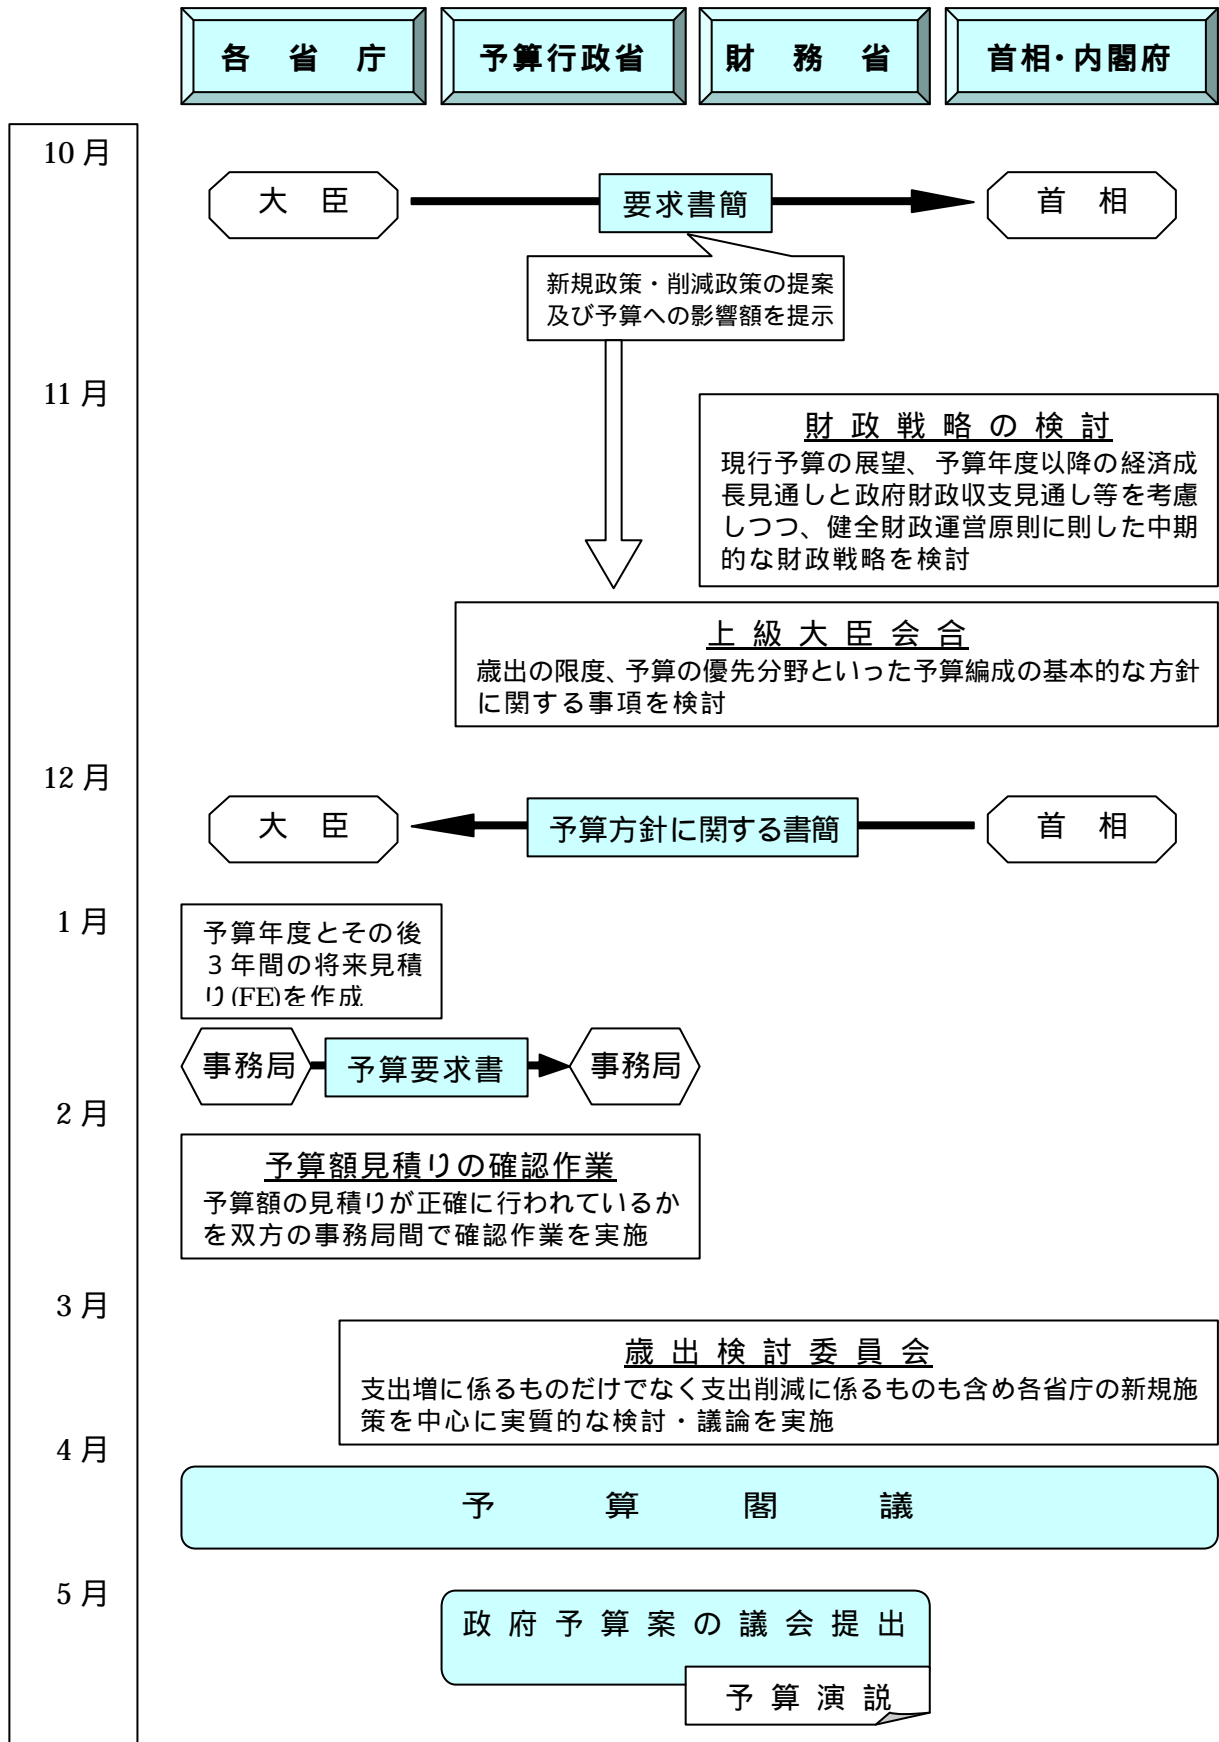 各 省 庁
予算行政省
財 務 省
首相・内閣府
10 月
大 臣
要求書簡
首 相
新規政策・削減政策の提案
及び予算への影響額を提示
11 月
財政戦略の検討
現行予算の展望、予算年度以降の経済成
長見通しと政府財政収支見通し等を考慮
しつつ、健全財政運営原則に則した中期
的な財政戦略を検討
上級大臣会合
歳出の限度、予算の優先分野といった予算編成の基本的な方針
に関する事項を検討
12 月
大 臣
予算方針に関する書簡
首 相
1 月
予算年度とその後
3年間の将来見積
り(FE)を作成
事務局
予算要求書
事務局
2 月
予算額見積りの確認作業
予算額の見積りが正確に行われているか
を双方の事務局間で確認作業を実施
3 月
歳出検討委員会
支出増に係るものだけでなく支出削減に係るものも含め各省庁の新規施
策を中心に実質的な検討・議論を実施
4 月
予 算 閣 議
5 月
政府予算案の議会提出
予算演説